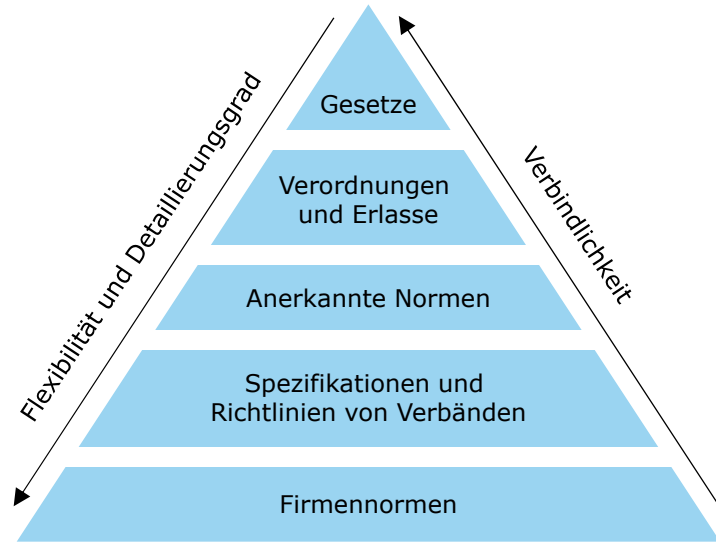 Gesetze
Verordnungen
und Erlasse
Anerkannte Normen
Spezifikationen und
Richtlinien von Verbänden
Firmennormen
Flexibilität und Detaillierungsgrad
Verbindlichkeit